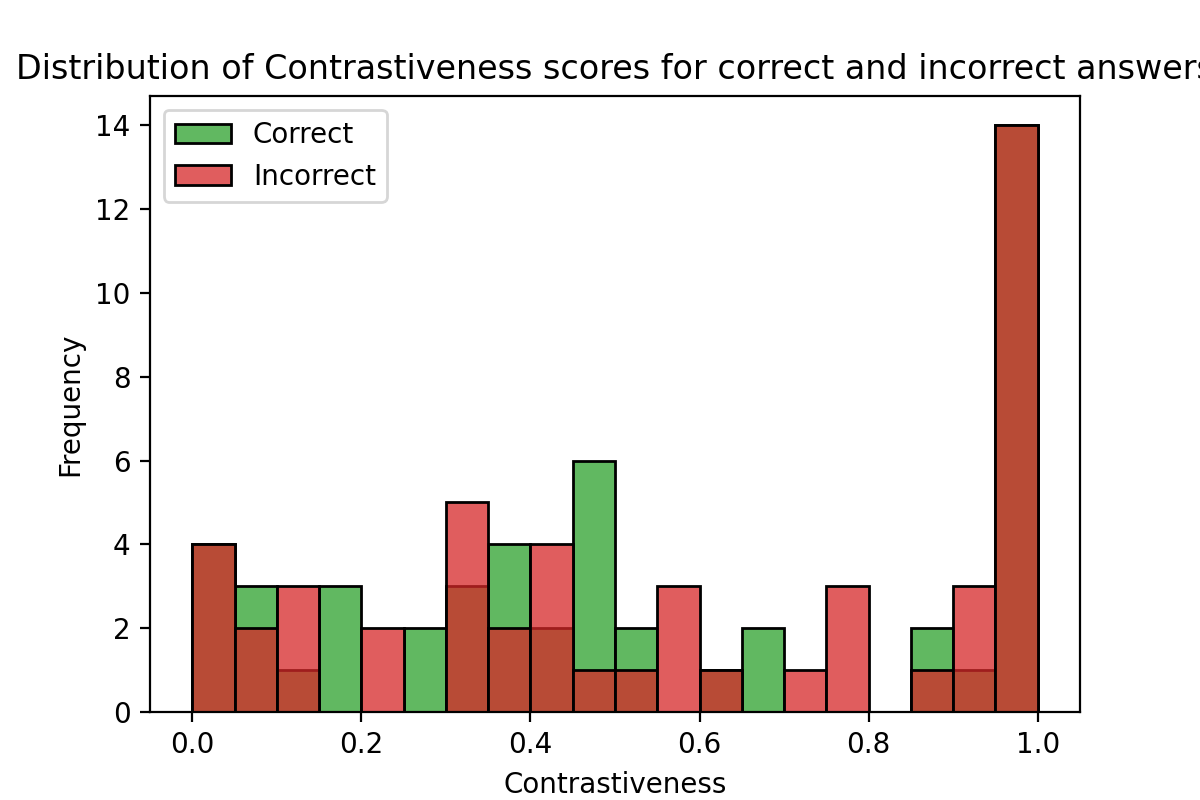 Distribution of Contrastiveness scores for correct and incorrect answers
Correct
Incorrect
14
12
10
8
6
4
2
0
Frequency
0.0 0.2 0.4 0.6 0.8 1.0
Contrastiveness